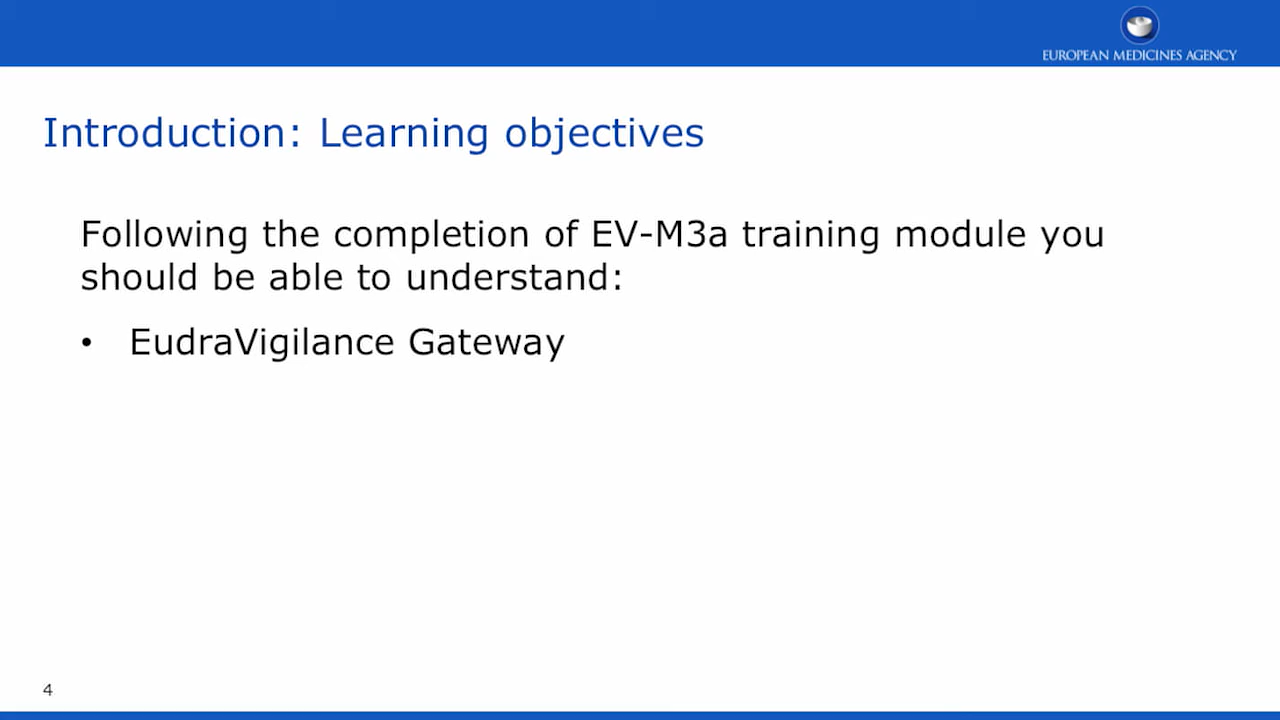 EUROPEAN MEDICINES AGENCY
Introduction: Learning objectives
Following the completion of EV-M3a training module you
should be able to understand:
• EudraVigilance Gateway
4